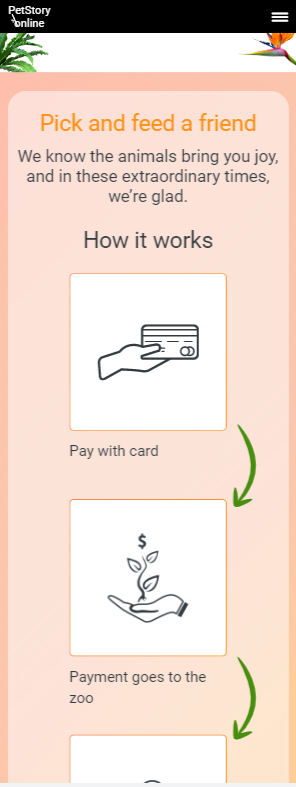 PetStory
online
Pick and feed a friend
We know the animals bring you joy,
and in these extraordinary times,
we’re glad.
How it works
Pay with card
$
Payment goes to the
zoo